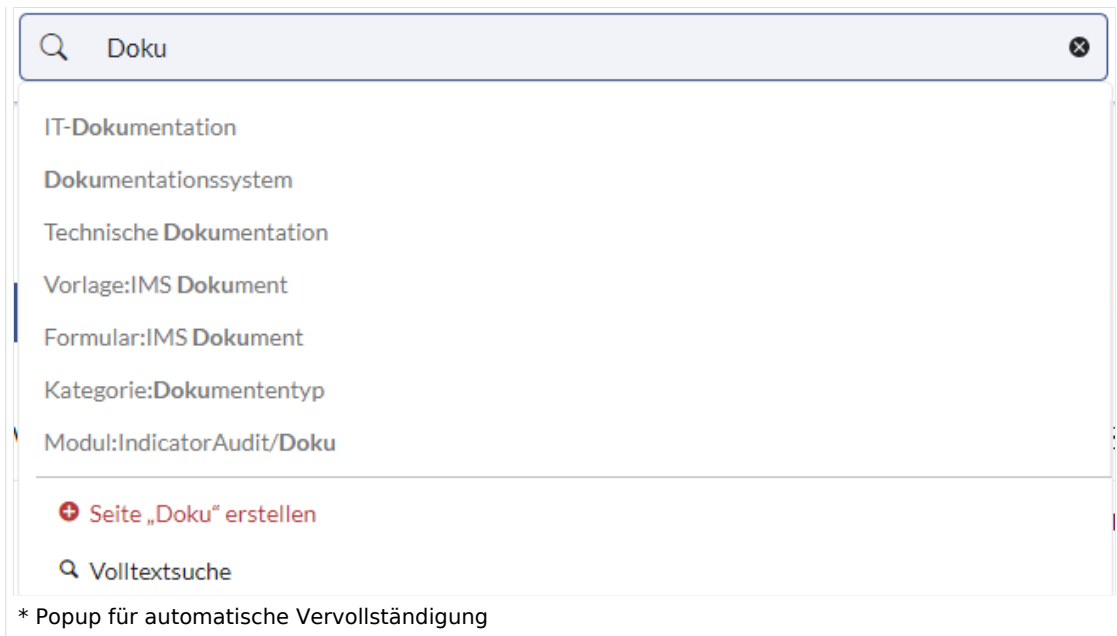 Doku
IT-Dokumentation
Dokumentationssystem
Technische Dokumentation
Vorlage:IMS Dokument
Formular:IMS Dokument
Kategorie:Dokumententyp
Modul:IndicatorAudit/Doku
Seite „Doku“ erstellen
Volltextsuche
* Popup für automatische Vervollständigung